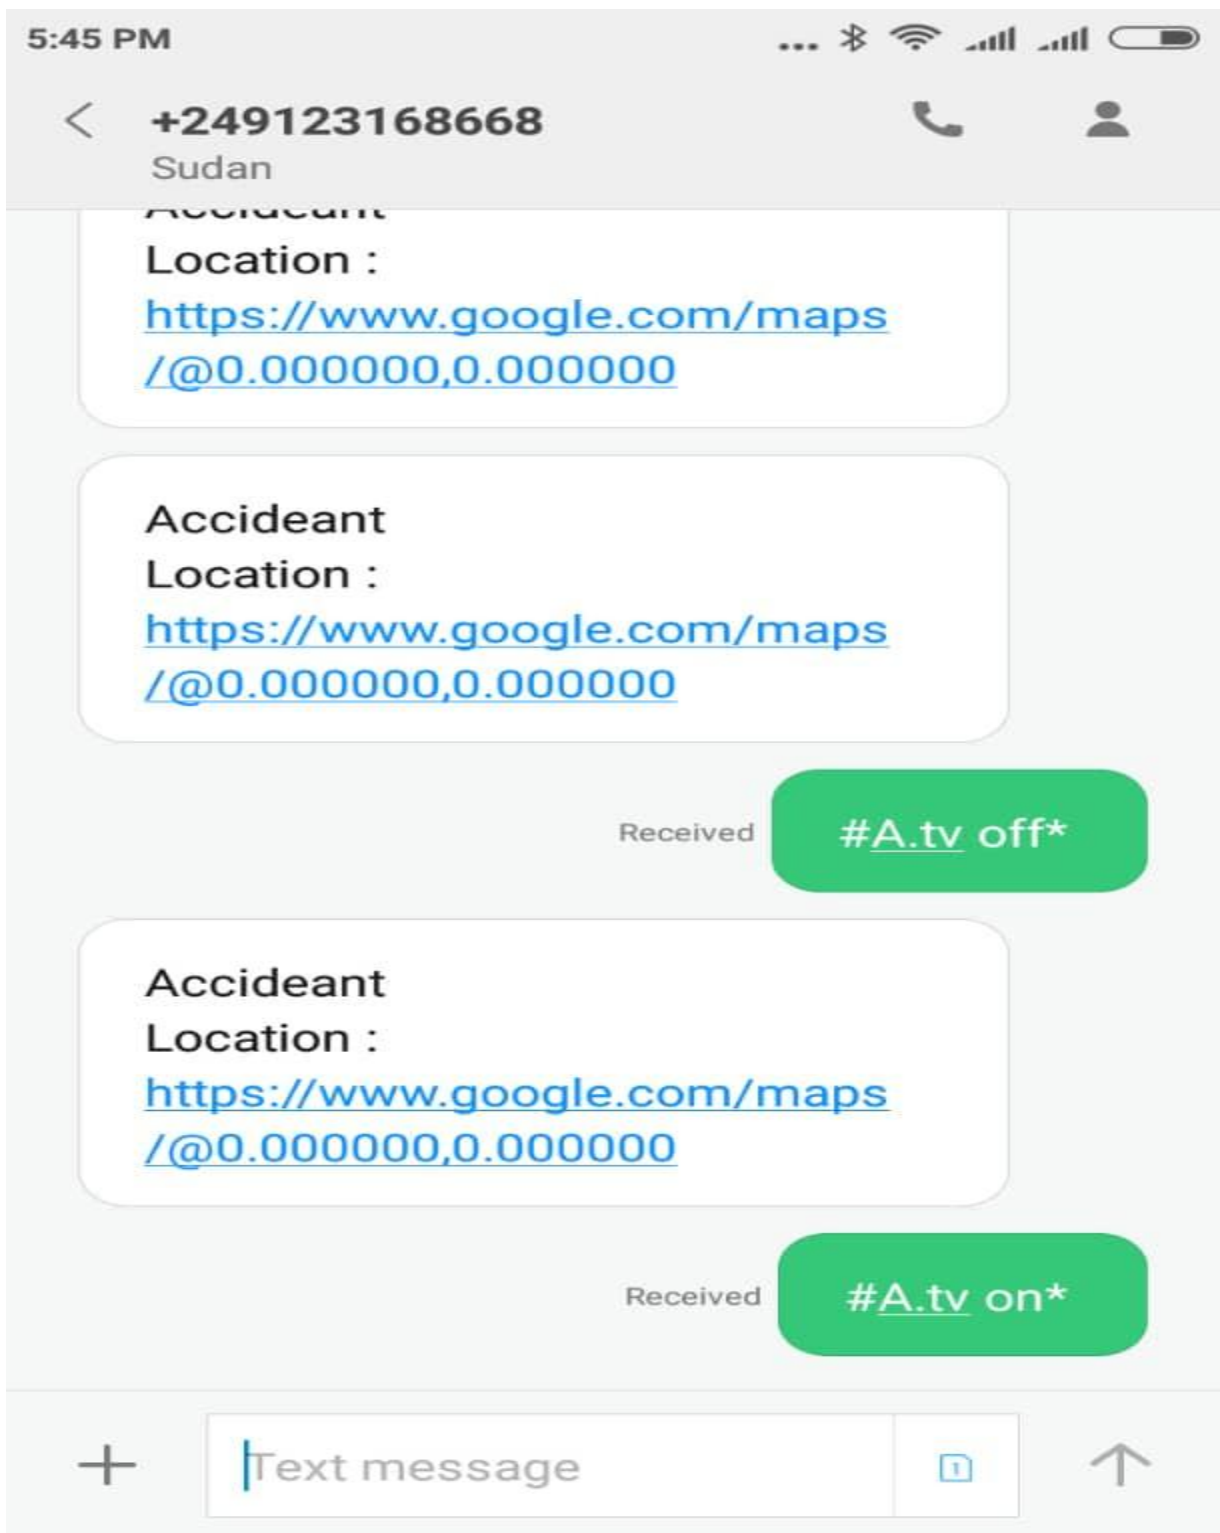 5:45 PM
+249123168668
Sudan
Accideant
Location :
https://www.google.com/maps
/@0.000000,0.000000
Accideant
Location :
https://www.google.com/maps
/@0.000000,0.000000
Received
#A.tv off*
Accideant
Location :
https://www.google.com/maps
/@0.000000,0.000000
Received
#A.tv on*
Text message
1